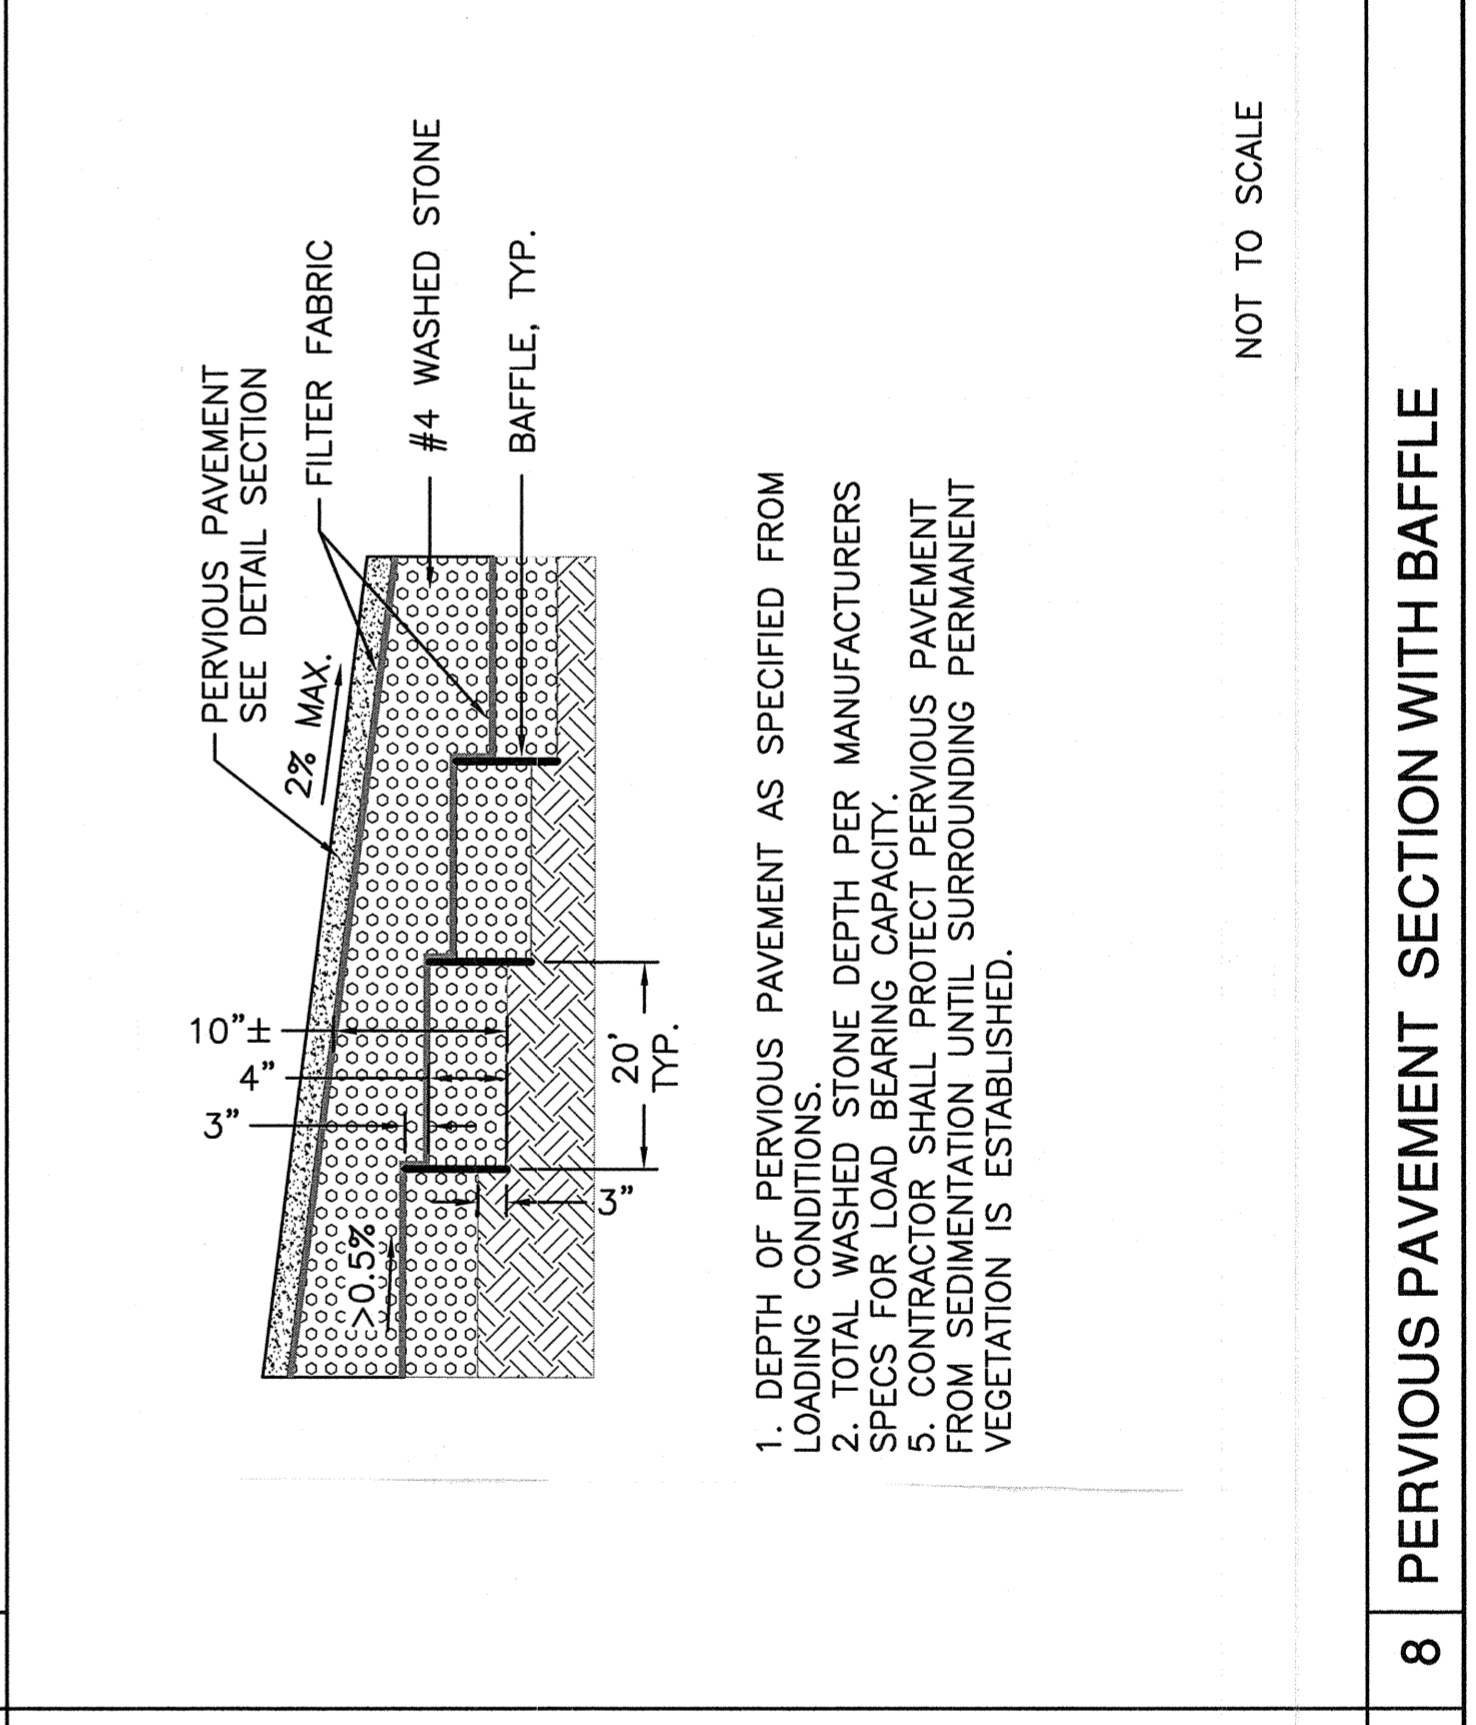 PERVIOUS PAVEMENT
SEE DETAIL SECTION
2% MAX.
FILTER FABRIC
#4 WASHED STONE
BAFFLE, TYP.
10"±
4"
3"
>0.5%
3"
20'
TYP.
1. DEPTH OF PERVIOUS PAVEMENT AS SPECIFIED FROM
LOADING CONDITIONS.
2. TOTAL WASHED STONE DEPTH PER MANUFACTURERS
SPECS FOR LOAD BEARING CAPACITY.
5. CONTRACTOR SHALL PROTECT PERVIOUS PAVEMENT
FROM SEDIMENTATION UNTIL SURROUNDING PERMANENT
VEGETATION IS ESTABLISHED.
NOT TO SCALE
8 PERVIOUS PAVEMENT SECTION WITH BAFFLE